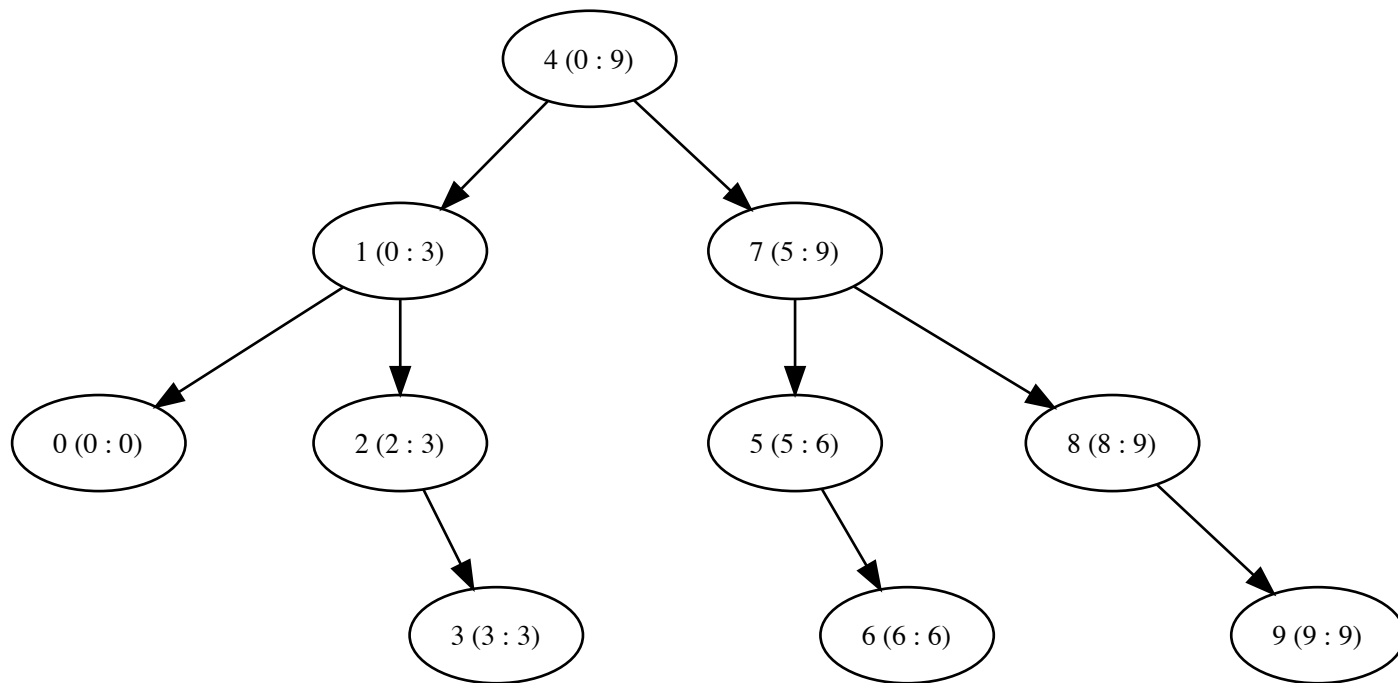 4 (0 : 9)
1 (0 : 3)
7 (5 : 9)
0 (0 : 0)
2 (2 : 3)
5 (5 : 6)
8 (8 : 9)
3 (3 : 3)
6 (6 : 6)
9 (9 : 9)